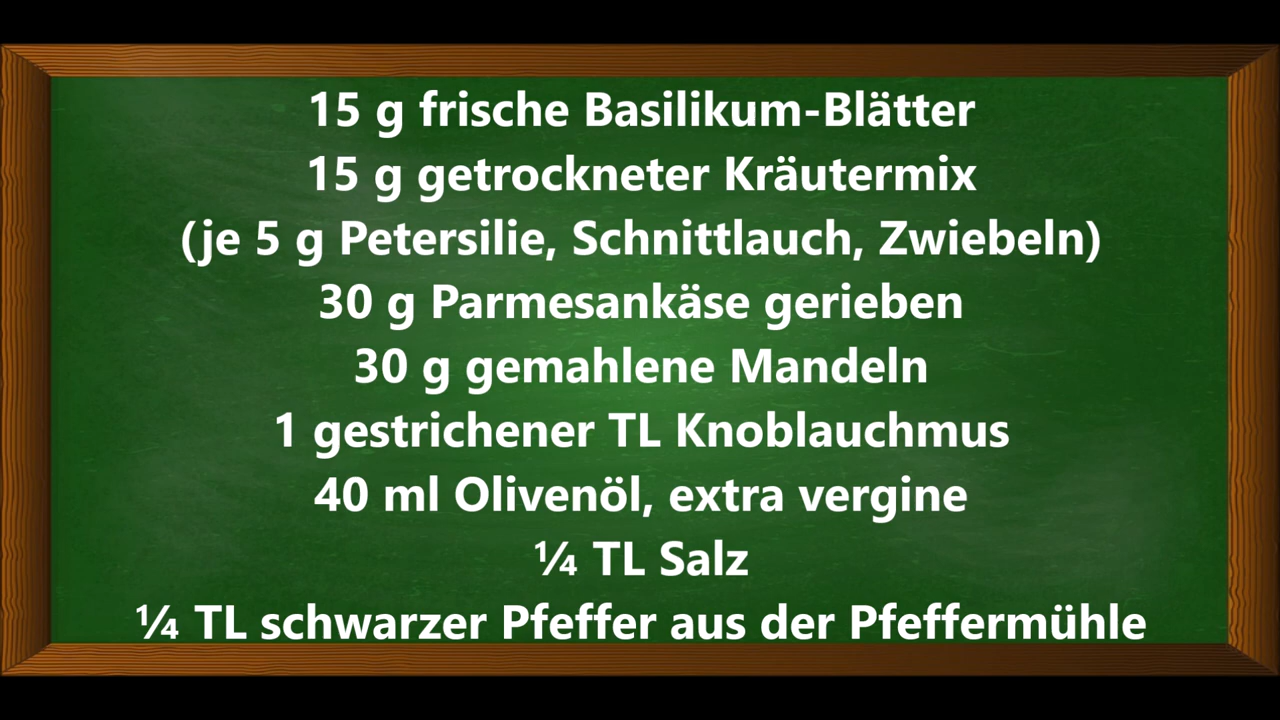 15 g frische Basilikum-Blätter
15 g getrockneter Kräutermix
(je 5 g Petersilie, Schnittlauch, Zwiebeln)
30 g Parmesankäse gerieben
30 g gemahlene Mandeln
1 gestrichener TL Knoblauchmus
40 ml Olivenöl, extra vergine
¼ TL Salz
¼ TL schwarzer Pfeffer aus der Pfeffermühle